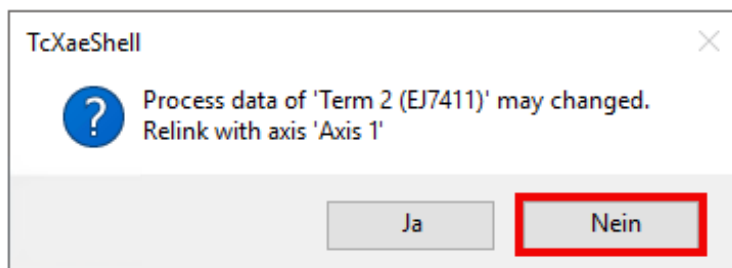 TcXaeShell
Process data of 'Term 2 (EJ7411)' may changed.
Relink with axis 'Axis 1'
Ja
Nein